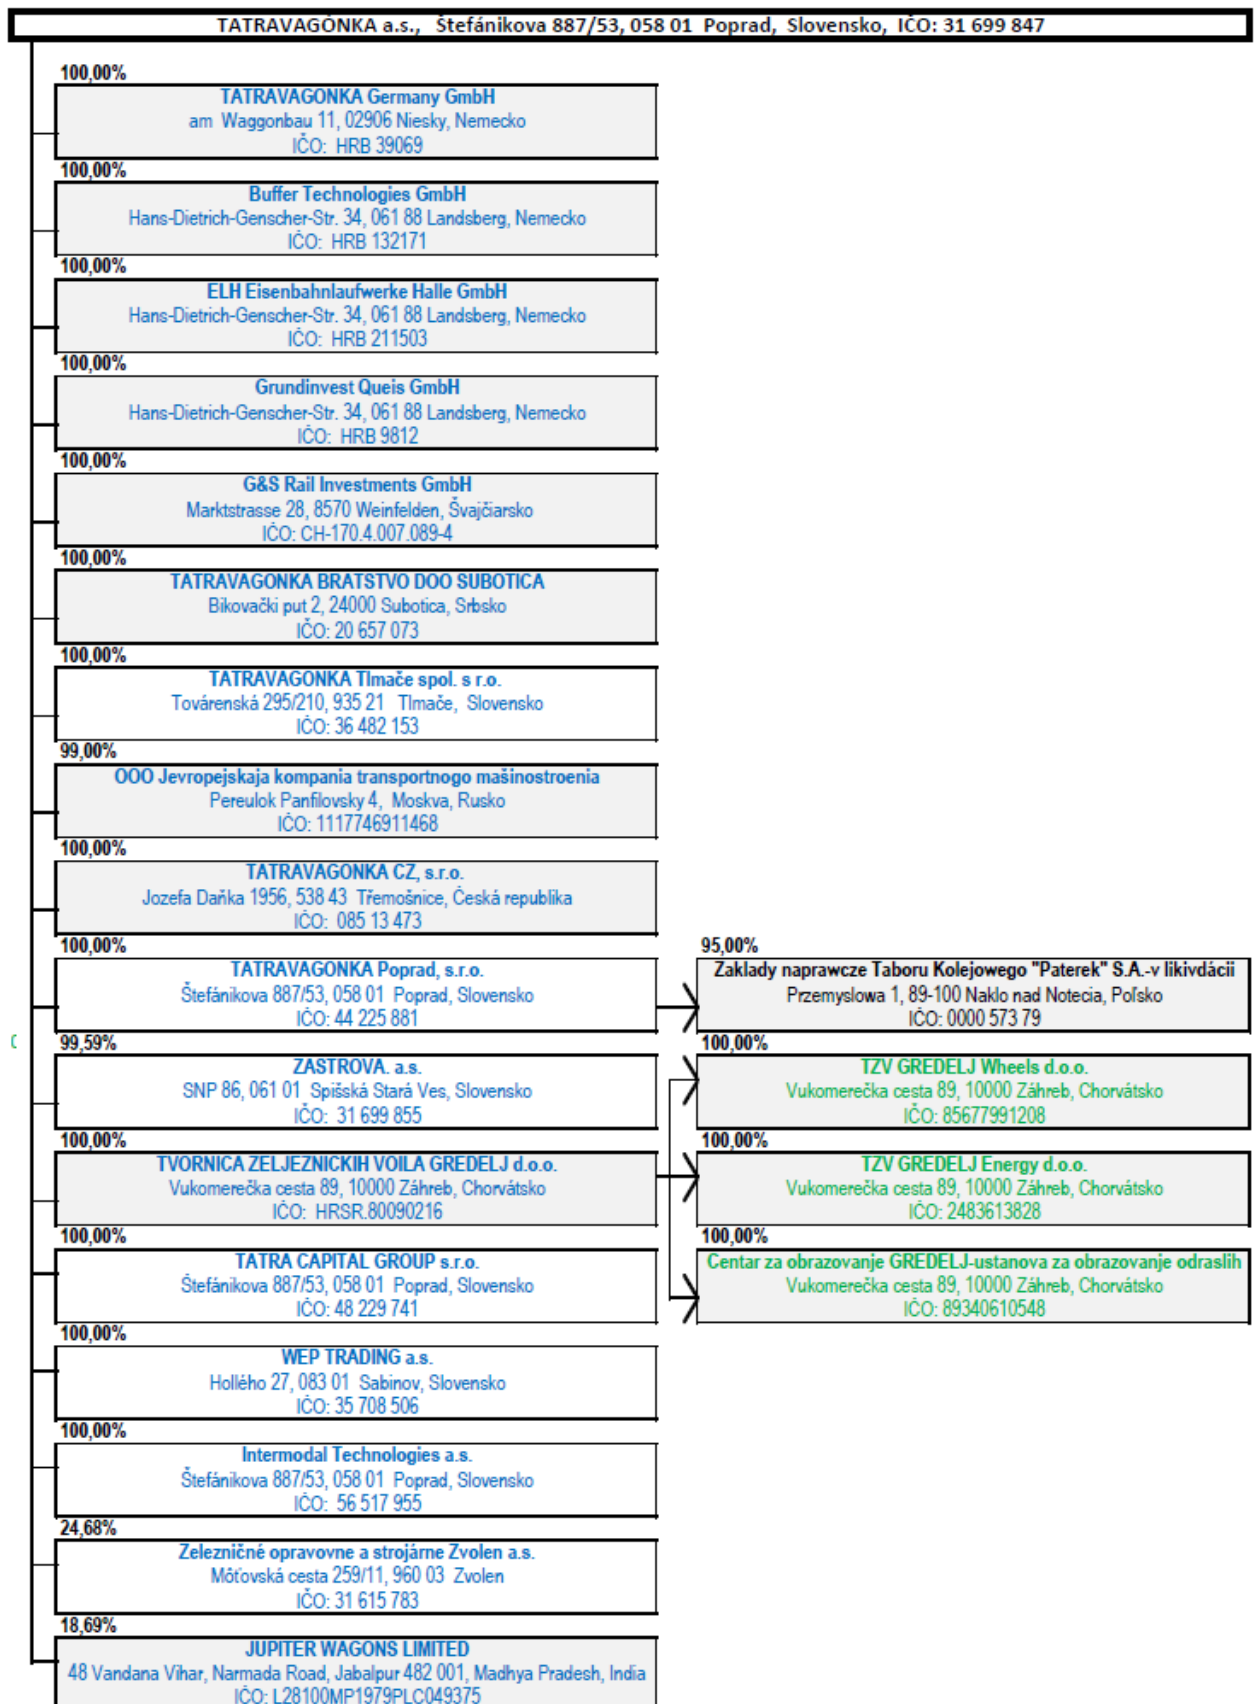 TATRAVAGÓNKA a.s., Štefánikova 887/53, 058 01 Poprad, Slovensko, IČO: 31 699 847
100,00%
TATRAVAGONKA Germany GmbH
am Waggonbau 11, 02906 Niesky, Nemecko
IČO: HRB 39069
100,00%
Buffer Technologies GmbH
Hans-Dietrich-Genscher-Str. 34, 061 88 Landsberg, Nemecko
IČO: HRB 132171
100,00%
ELH Eisenbahnlaufwerke Halle GmbH
Hans-Dietrich-Genscher-Str. 34, 061 88 Landsberg, Nemecko
IČO: HRB 211503
100,00%
Grundinvest Queis GmbH
Hans-Dietrich-Genscher-Str. 34, 061 88 Landsberg, Nemecko
IČO: HRB 9812
100,00%
G&S Rail Investments GmbH
Marktstrasse 28, 8570 Weinfelden, Švajčiarsko
IČO: CH-170.4.007.089-4
100,00%
TATRAVAGONKA BRATSTVO DOO SUBOTICA
Bikovački put 2, 24000 Subotica, Srbsko
IČO: 20 657 073
100,00%
TATRAVAGONKA Tlmače spol. s r.o.
Továrenská 295/210, 935 21 Tlmače, Slovensko
IČO: 36 482 153
99,00%
OOO Jevropejskaja kompania transportnogo mašinostroenia
Pereulok Panfilovsky 4, Moskva, Rusko
IČO: 1117746911468
100,00%
TATRAVAGONKA CZ, s.r.o.
Jozefa Daňka 1956, 538 43 Třemošnice, Česká republika
IČO: 085 13 473
100,00%
TATRAVAGONKA Poprad, s.r.o.
Štefánikova 887/53, 058 01 Poprad, Slovensko
IČO: 44 225 881
95,00%
Zaklady naprawcze Taboru Kolejowego "Paterek" S.A.-v likivdácii
Przemyslowa 1, 89-100 Naklo nad Notecia, Poľsko
IČO: 0000 573 79
99,59%
ZASTROVA. a.s.
SNP 86, 061 01 Spišská Stará Ves, Slovensko
IČO: 31 699 855
100,00%
TZV GREDELJ Wheels d.o.o.
Vukomerečka cesta 89, 10000 Záhreb, Chorvátsko
IČO: 85677991208
100,00%
TVORNICA ZELJEZNICKIH VOILA GREDELJ d.o.o.
Vukomerečka cesta 89, 10000 Záhreb, Chorvátsko
IČO: HRSR.80090216
100,00%
TZV GREDELJ Energy d.o.o.
Vukomerečka cesta 89, 10000 Záhreb, Chorvátsko
IČO: 2483613828
100,00%
TATRA CAPITAL GROUP s.r.o.
Štefánikova 887/53, 058 01 Poprad, Slovensko
IČO: 48 229 741
100,00%
Centar za obrazovanje GREDELJ-ustanova za obrazovanje odraslih
Vukomerečka cesta 89, 10000 Záhreb, Chorvátsko
IČO: 89340610548
100,00%
WEP TRADING a.s.
Hollého 27, 083 01 Sabinov, Slovensko
IČO: 35 708 506
100,00%
Intermodal Technologies a.s.
Štefánikova 887/53, 058 01 Poprad, Slovensko
IČO: 56 517 955
24,68%
Zelezničné opravovne a strojárne Zvolen a.s.
Môťovská cesta 259/11, 960 03 Zvolen
IČO: 31 615 783
18,69%
JUPITER WAGONS LIMITED
48 Vandana Vihar, Narmada Road, Jabalpur 482 001, Madhya Pradesh, India
IČO: L28100MP1979PLC049375